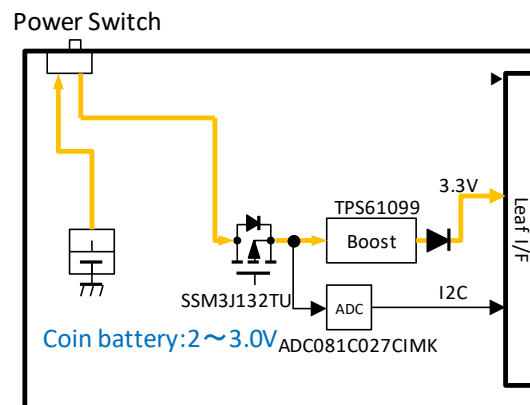 Power Switch
3.3V
TPS61099
Boost
Leaf I/F
SSM3J132TU
ADC
I2C
Coin battery:2～3.0V
ADC081C027CIMK